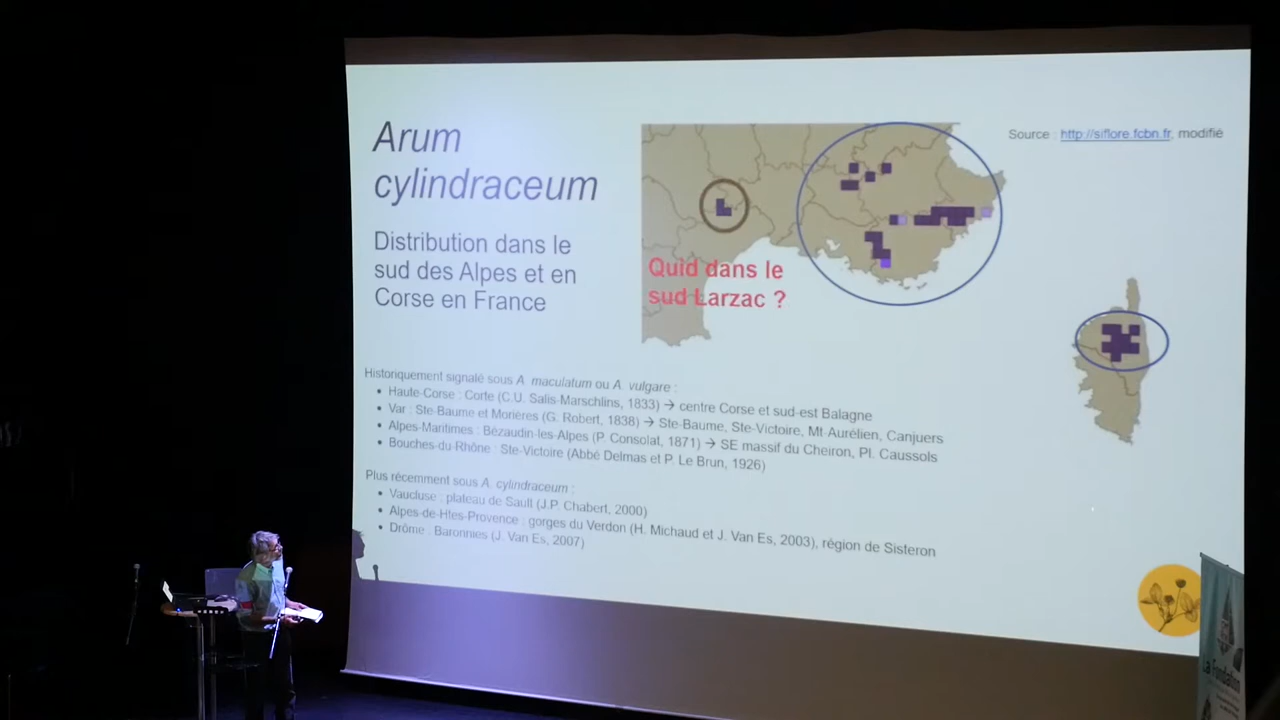 Arum
cylindraceum
Distribution dans le
sud des Alpes et en
Corse en France
Source : http://siflore.fcbn.fr, modifié
Quid dans le
sud Larzac ?
Historiquement signalé sous A. maculatum ou A. vulgare :
• Haute-Corse : Corte (C.U. Salis-Marschlins, 1833) → centre Corse et sud-est Balagne
• Var : Ste-Baume et Morières (G. Robert, 1838) → Ste-Baume, Ste-Victoire, Mt-Aurélien, Canjuers
• Alpes-Maritimes : Bézaudin-les-Alpes (P. Consolat, 1871) → SE massif du Cheiron, Pl. Caussols
• Bouches-du-Rhône : Ste-Victoire (Abbé Delmas et P. Le Brun, 1926)
Plus récemment sous A. cylindraceum :
• Vaucluse : plateau de Sault (J.P. Chabert, 2000)
• Alpes-de-Htes-Provence : gorges du Verdon (H. Michaud et J. Van Es, 2003), région de Sisteron
• Drôme : Baronnies (J. Van Es, 2007)
La Fondation